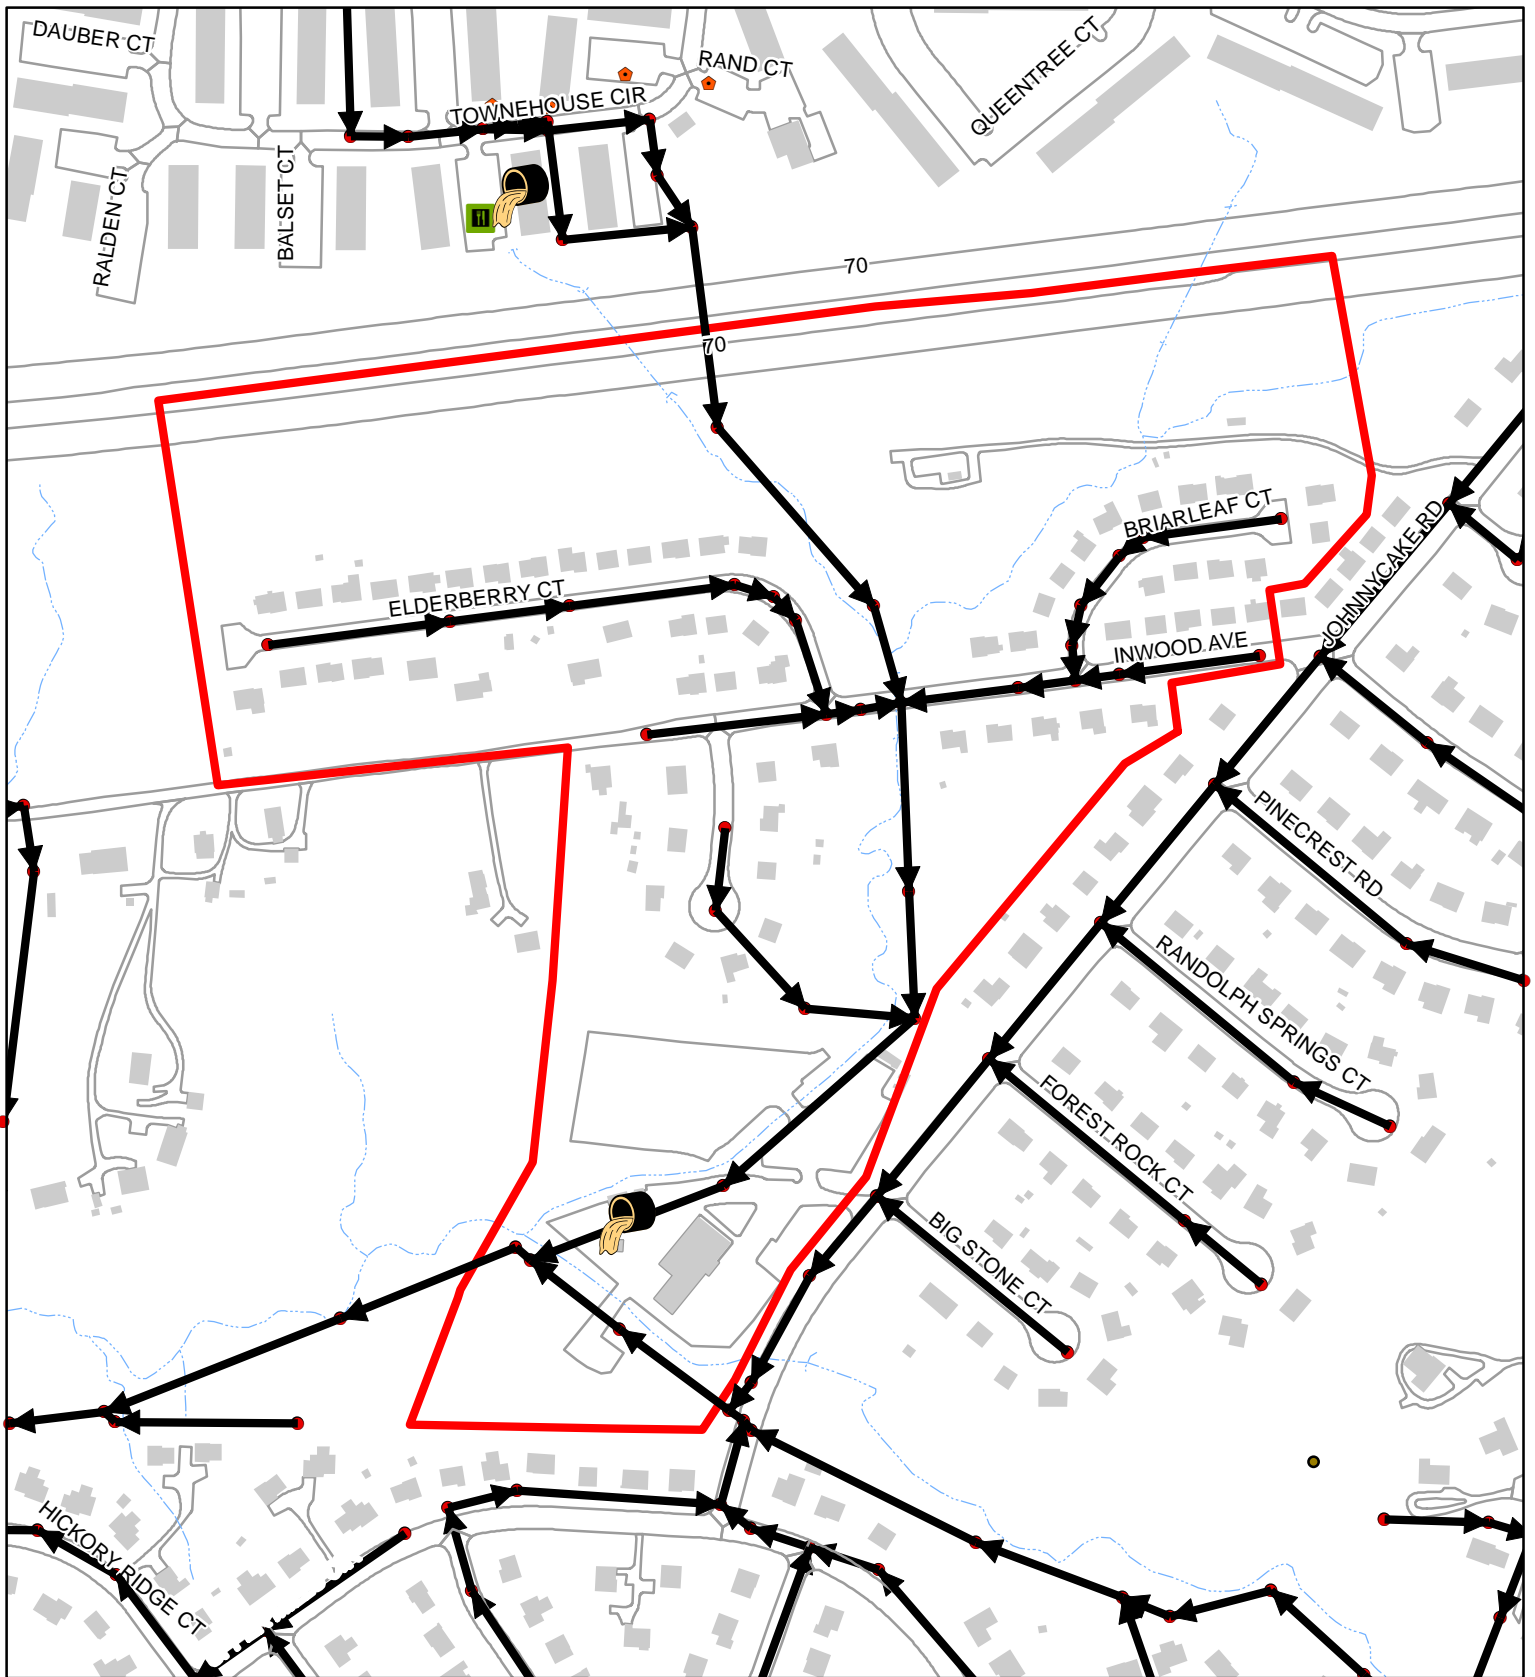 DAUBER CT
RAND CT
QUEENTREE CT
TOWNEHOUSE CIR
RALDEN CT
BALSET CT
70
70
BRIARLEAF CT
JOHNNYCAKE RD
ELDERBERRY CT
INWOOD AVE
PINECREST RD
RANDOLPH SPRINGS CT
FOREST ROCK CT
BIG STONE CT
HICKORY RIDGE CT